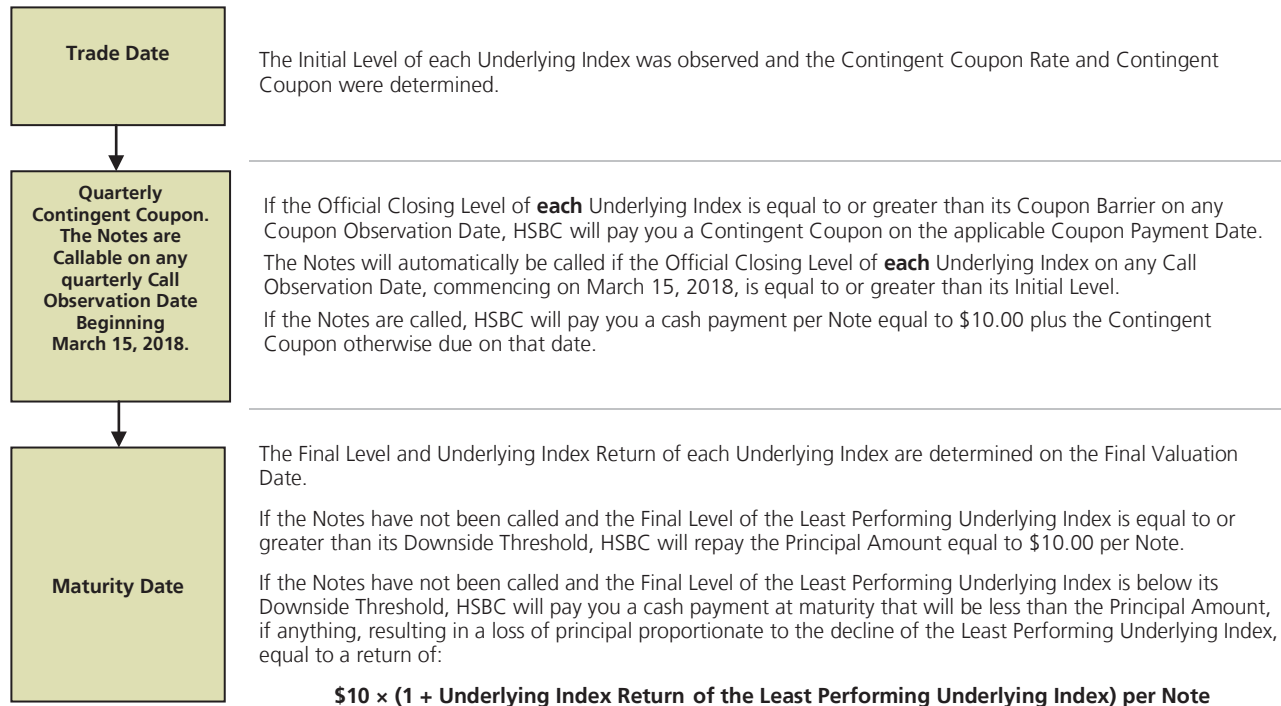 Trade Date
The Initial Level of each Underlying Index was observed and the Contingent Coupon Rate and Contingent
Coupon were determined.
Quarterly
Contingent Coupon.
The Notes are
Callable on any
quarterly Call
Observation Date
Beginning
March 15, 2018.
If the Official Closing Level of each Underlying Index is equal to or greater than its Coupon Barrier on any
Coupon Observation Date, HSBC will pay you a Contingent Coupon on the applicable Coupon Payment Date.
The Notes will automatically be called if the Official Closing Level of each Underlying Index on any Call
Observation Date, commencing on March 15, 2018, is equal to or greater than its Initial Level.
If the Notes are called, HSBC will pay you a cash payment per Note equal to $10.00 plus the Contingent
Coupon otherwise due on that date.
Maturity Date
The Final Level and Underlying Index Return of each Underlying Index are determined on the Final Valuation
Date.
If the Notes have not been called and the Final Level of the Least Performing Underlying Index is equal to or
greater than its Downside Threshold, HSBC will repay the Principal Amount equal to $10.00 per Note.
If the Notes have not been called and the Final Level of the Least Performing Underlying Index is below its
Downside Threshold, HSBC will pay you a cash payment at maturity that will be less than the Principal Amount,
if anything, resulting in a loss of principal proportionate to the decline of the Least Performing Underlying Index,
equal to a return of:
$10 × (1 + Underlying Index Return of the Least Performing Underlying Index) per Note